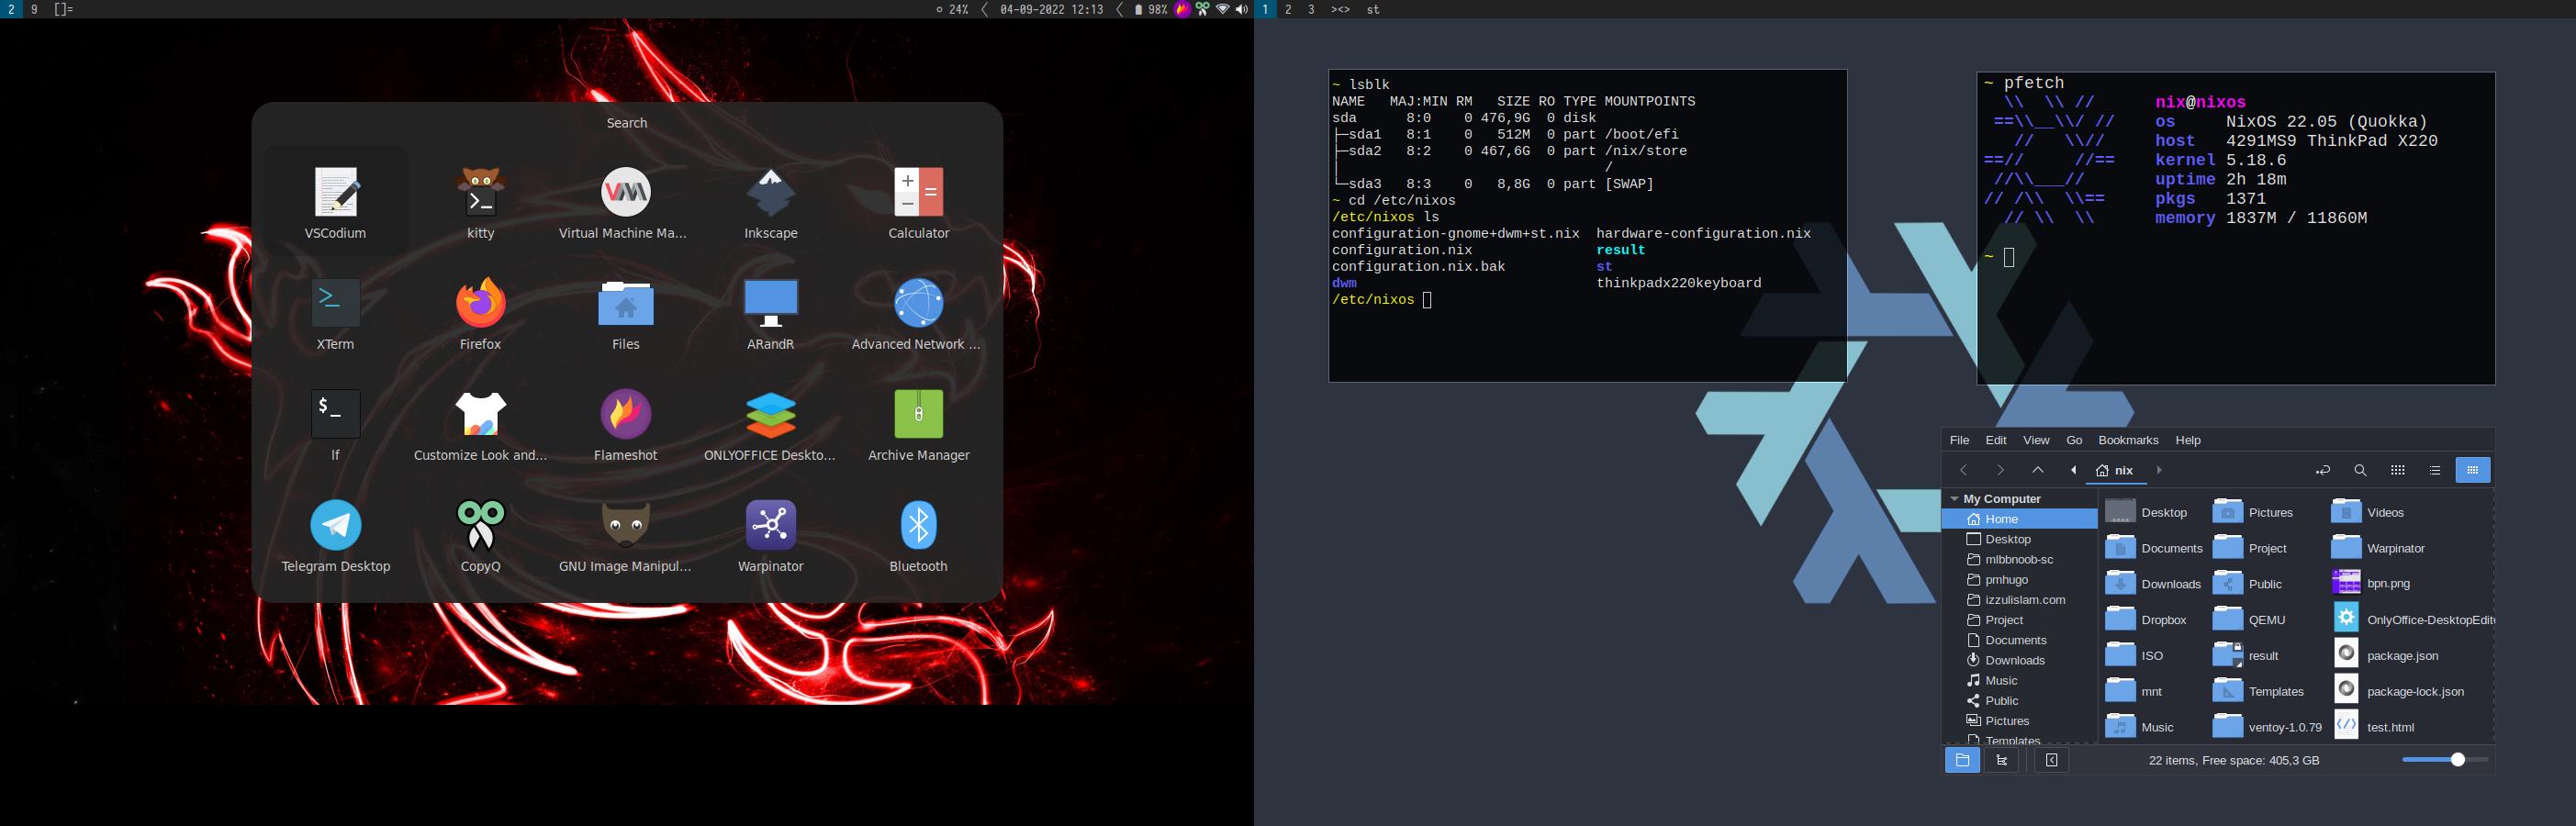 2 9 []=
24% 04-09-2022 12:13 98%
1 2 3 ><> st
Search
VSCodium kitty Virtual Machine Ma... Inkscape Calculator
XTerm Firefox Files ARandR Advanced Network ...
lf Customize Look and... Flameshot ONLYOFFICE Deskto... Archive Manager
Telegram Desktop CopyQ GNU Image Manipul... Warpinator Bluetooth
~ lsblk
NAME   MAJ:MIN RM   SIZE RO TYPE MOUNTPOINTS
sda      8:0    0 476,9G  0 disk
├─sda1   8:1    0   512M  0 part /boot/efi
├─sda2   8:2    0 467,6G  0 part /nix/store
│                                /
└─sda3   8:3    0   8,8G  0 part [SWAP]
~ cd /etc/nixos
/etc/nixos ls
configuration-gnome+dwm+st.nix  hardware-configuration.nix
configuration.nix               result
configuration.nix.bak           st
dwm                             thinkpadx220keyboard
/etc/nixos
~ pfetch
  \\  \\ //     nix@nixos
 ==\\__\\/ //   os     NixOS 22.05 (Quokka)
   //   \\//    host   4291MS9 ThinkPad X220
==//     //==   kernel 5.18.6
 //\\___//      uptime 2h 18m
// /\\  \\==    pkgs   1371
  // \\  \\     memory 1837M / 11860M
~
File Edit View Go Bookmarks Help
nix
My Computer
Home
Desktop
mlbbnoob-sc
pmhugo
izzulislam.com
Project
Documents
Downloads
Music
Public
Pictures
Templates
Desktop Pictures Videos
Documents Project Warpinator
Downloads Public bpn.png
Dropbox QEMU OnlyOffice-DesktopEdit
ISO result package.json
mnt Templates package-lock.json
Music ventoy-1.0.79 test.html
22 items, Free space: 405,3 GB